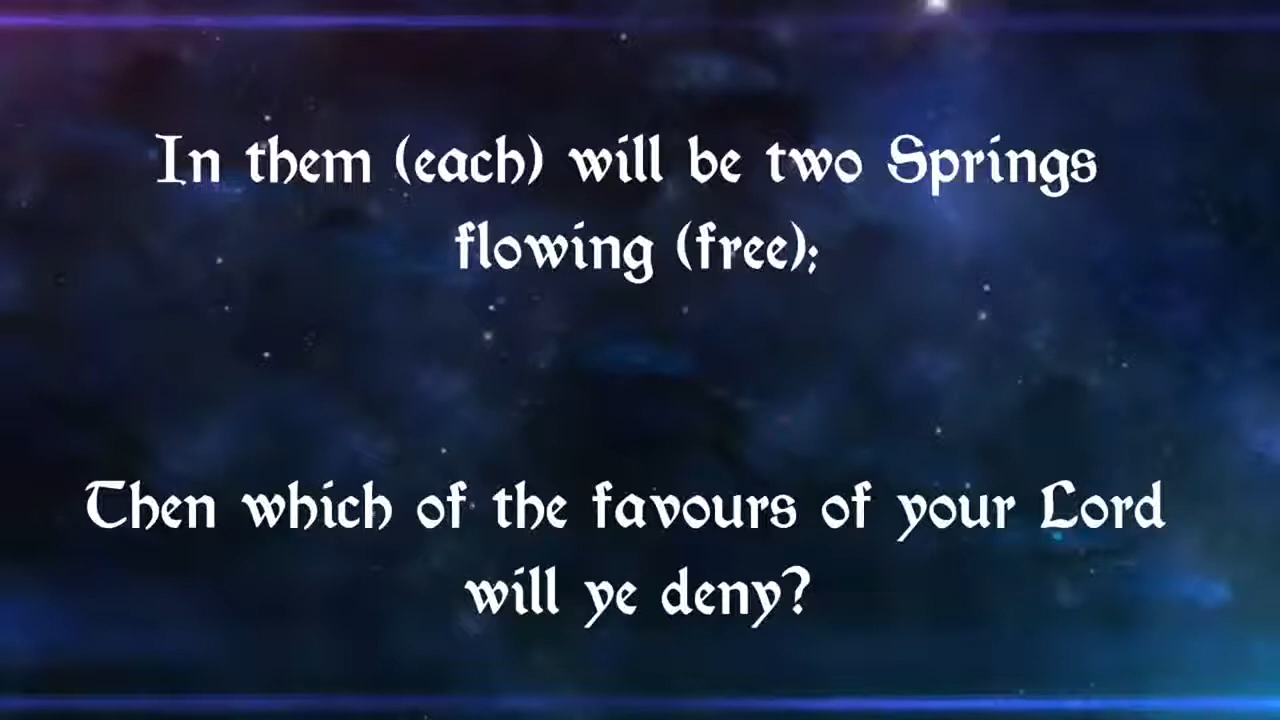 In them (each) will be two Springs
flowing (free);
Then which of the favours of your Lord
will ye deny?